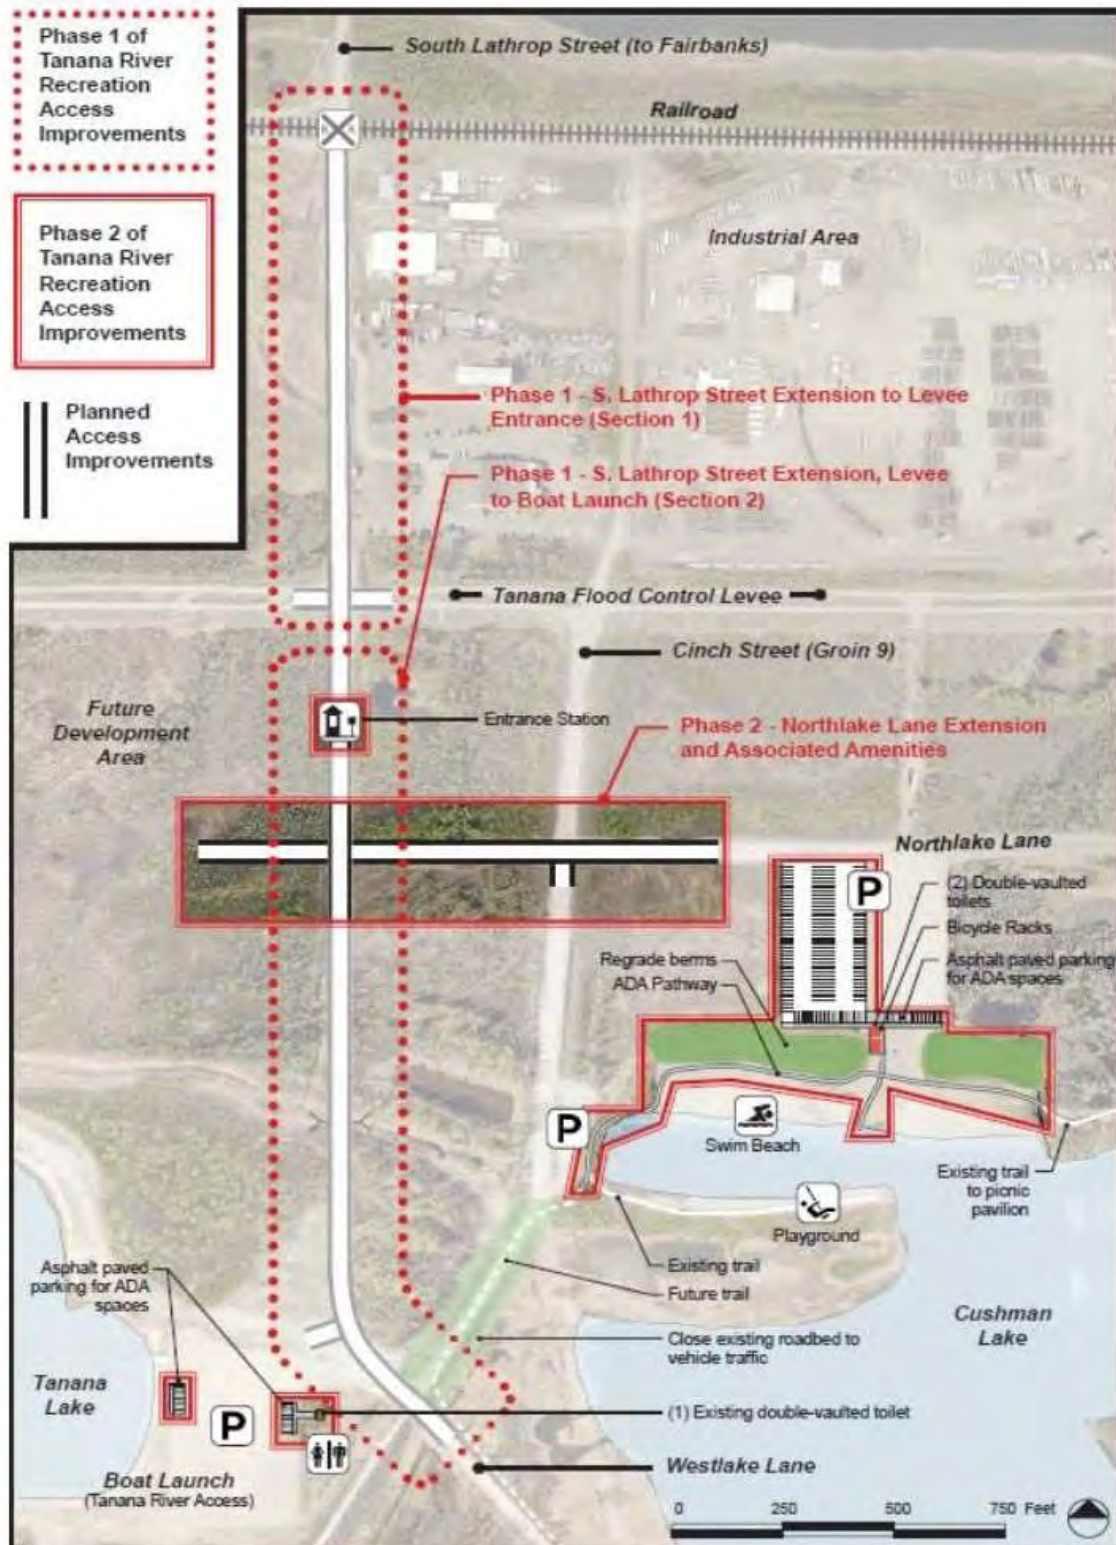 Phase 1 of
Tanana River
Recreation
Access
Improvements
Phase 2 of
Tanana River
Recreation
Access
Improvements
Planned
Access
Improvements
South Lathrop Street (to Fairbanks)
Railroad
Industrial Area
Phase 1 - S. Lathrop Street Extension to Levee
Entrance (Section 1)
Phase 1 - S. Lathrop Street Extension, Levee
to Boat Launch (Section 2)
Tanana Flood Control Levee
Cinch Street (Groin 9)
Future
Development
Area
Entrance Station
Phase 2 - Northlake Lane Extension
and Associated Amenities
Northlake Lane
P
(2) Double-vaulted
toilets
Bicycle Racks
Asphalt paved parking
for ADA spaces
Regrade berms
ADA Pathway
P
Swim Beach
Existing trail
to picnic
pavilion
Playground
Existing trail
Future trail
Asphalt paved
parking for ADA
spaces
Close existing roadbed to
vehicle traffic
Cushman
Lake
Tanana
Lake
P
(1) Existing double-vaulted toilet
Boat Launch
(Tanana River Access)
Westlake Lane
0 250 500 750 Feet